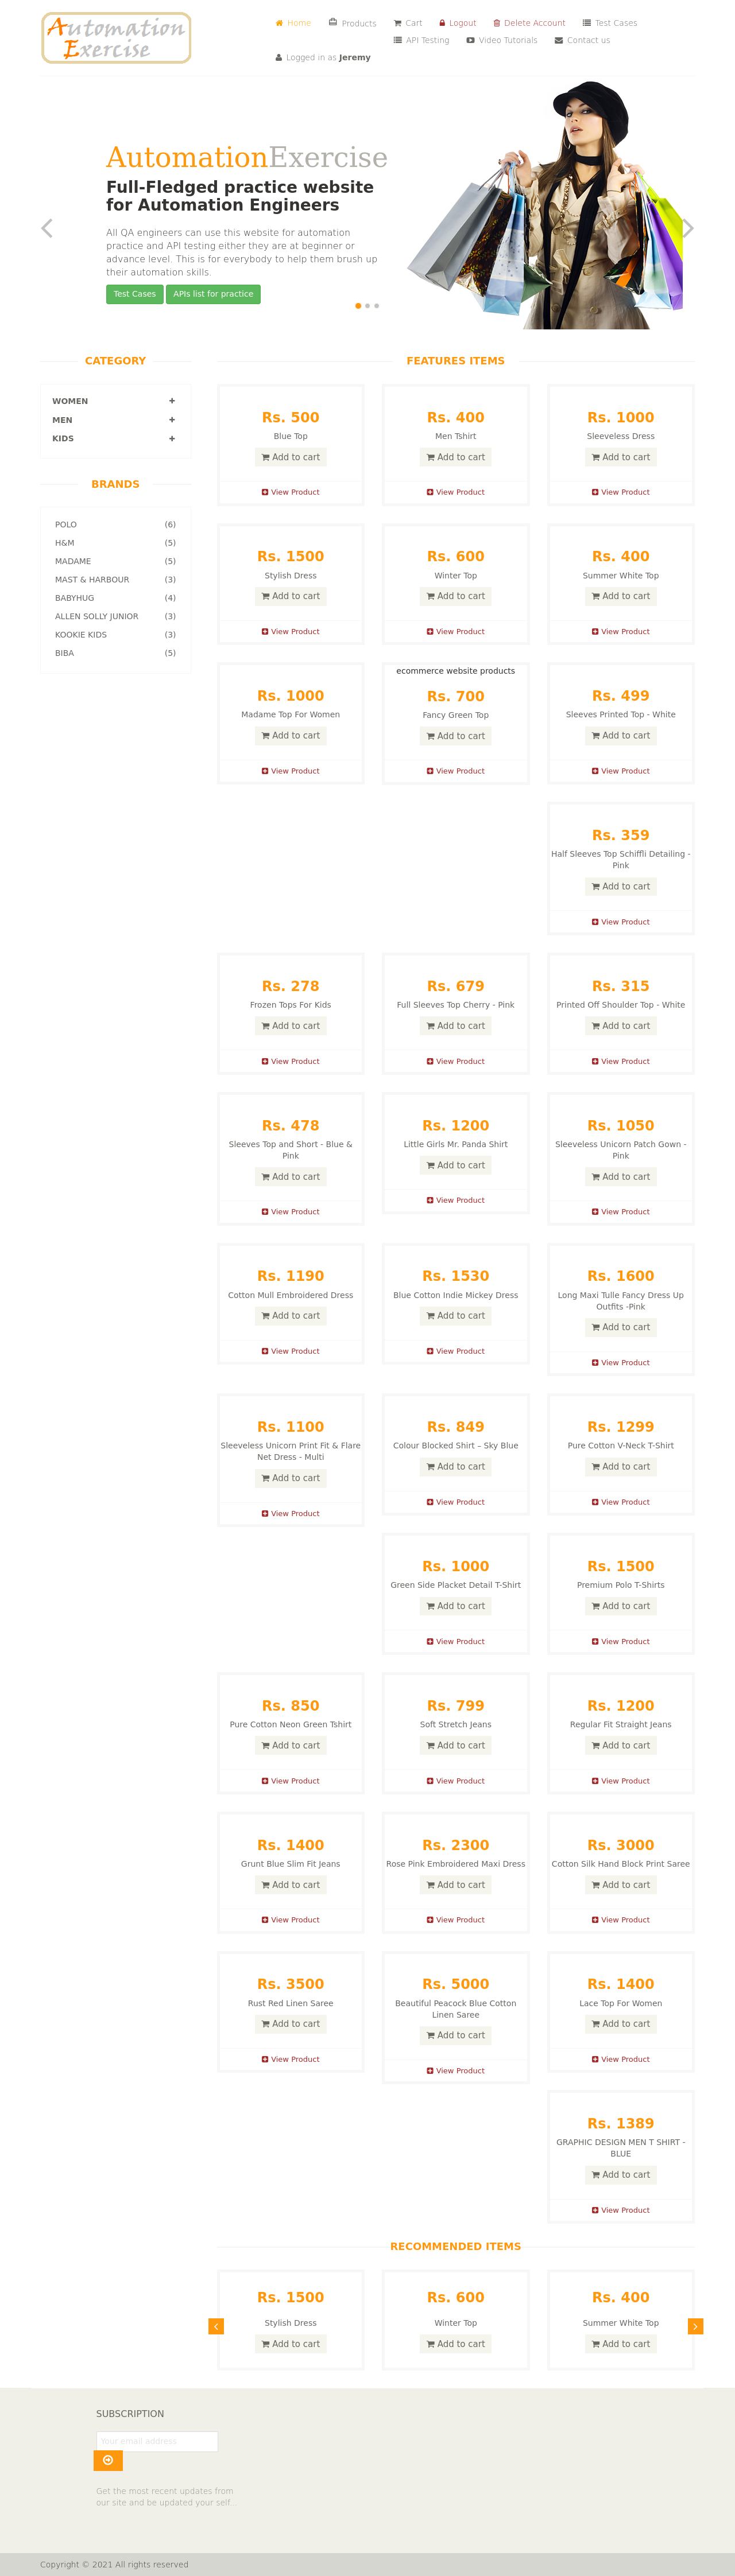 Automation
Exercise
Home
Products
Cart
Logout
Delete Account
Test Cases
API Testing
Video Tutorials
Contact us
Logged in as Jeremy
AutomationExercise
Full-Fledged practice website
for Automation Engineers
All QA engineers can use this website for automation
practice and API testing either they are at beginner or
advance level. This is for everybody to help them brush up
their automation skills.
Test Cases
APIs list for practice
CATEGORY
WOMEN
MEN
KIDS
BRANDS
POLO (6)
H&M (5)
MADAME (5)
MAST & HARBOUR (3)
BABYHUG (4)
ALLEN SOLLY JUNIOR (3)
KOOKIE KIDS (3)
BIBA (5)
FEATURES ITEMS
Rs. 500
Blue Top
Add to cart
View Product
Rs. 400
Men Tshirt
Add to cart
View Product
Rs. 1000
Sleeveless Dress
Add to cart
View Product
Rs. 1500
Stylish Dress
Add to cart
View Product
Rs. 600
Winter Top
Add to cart
View Product
Rs. 400
Summer White Top
Add to cart
View Product
Rs. 1000
Madame Top For Women
Add to cart
View Product
ecommerce website products
Rs. 700
Fancy Green Top
Add to cart
View Product
Rs. 499
Sleeves Printed Top - White
Add to cart
View Product
Rs. 359
Half Sleeves Top Schiffli Detailing -
Pink
Add to cart
View Product
Rs. 278
Frozen Tops For Kids
Add to cart
View Product
Rs. 679
Full Sleeves Top Cherry - Pink
Add to cart
View Product
Rs. 315
Printed Off Shoulder Top - White
Add to cart
View Product
Rs. 478
Sleeves Top and Short - Blue &
Pink
Add to cart
View Product
Rs. 1200
Little Girls Mr. Panda Shirt
Add to cart
View Product
Rs. 1050
Sleeveless Unicorn Patch Gown -
Pink
Add to cart
View Product
Rs. 1190
Cotton Mull Embroidered Dress
Add to cart
View Product
Rs. 1530
Blue Cotton Indie Mickey Dress
Add to cart
View Product
Rs. 1600
Long Maxi Tulle Fancy Dress Up
Outfits -Pink
Add to cart
View Product
Rs. 1100
Sleeveless Unicorn Print Fit & Flare
Net Dress - Multi
Add to cart
View Product
Rs. 849
Colour Blocked Shirt – Sky Blue
Add to cart
View Product
Rs. 1299
Pure Cotton V-Neck T-Shirt
Add to cart
View Product
Rs. 1000
Green Side Placket Detail T-Shirt
Add to cart
View Product
Rs. 1500
Premium Polo T-Shirts
Add to cart
View Product
Rs. 850
Pure Cotton Neon Green Tshirt
Add to cart
View Product
Rs. 799
Soft Stretch Jeans
Add to cart
View Product
Rs. 1200
Regular Fit Straight Jeans
Add to cart
View Product
Rs. 1400
Grunt Blue Slim Fit Jeans
Add to cart
View Product
Rs. 2300
Rose Pink Embroidered Maxi Dress
Add to cart
View Product
Rs. 3000
Cotton Silk Hand Block Print Saree
Add to cart
View Product
Rs. 3500
Rust Red Linen Saree
Add to cart
View Product
Rs. 5000
Beautiful Peacock Blue Cotton
Linen Saree
Add to cart
View Product
Rs. 1400
Lace Top For Women
Add to cart
View Product
Rs. 1389
GRAPHIC DESIGN MEN T SHIRT -
BLUE
Add to cart
View Product
RECOMMENDED ITEMS
Rs. 1500
Stylish Dress
Add to cart
Rs. 600
Winter Top
Add to cart
Rs. 400
Summer White Top
Add to cart
SUBSCRIPTION
Your email address
Get the most recent updates from
our site and be updated your self...
Copyright © 2021 All rights reserved